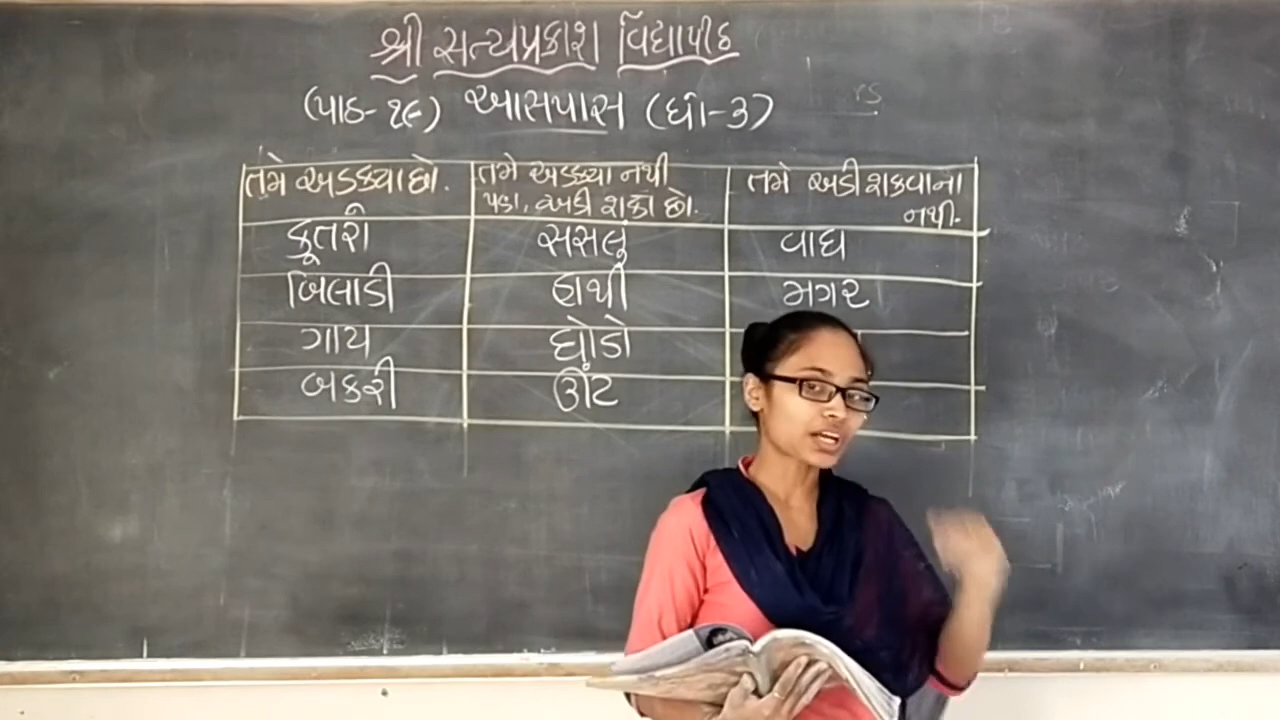 શ્રી સત્યપ્રકાશ વિદ્યાપીઠ
(પાઠ-૧૯) આસપાસ (ધો-૩)
તમે અડક્યા છો. તમે અડક્યા નથી તમે અડી શકવાના
પણ, અડી શકો છો. નથી.
કૂતરો સસલું વાઘ
બિલાડી હાથી મગર
ગાય ઘોડો
બકરી ઊંટ